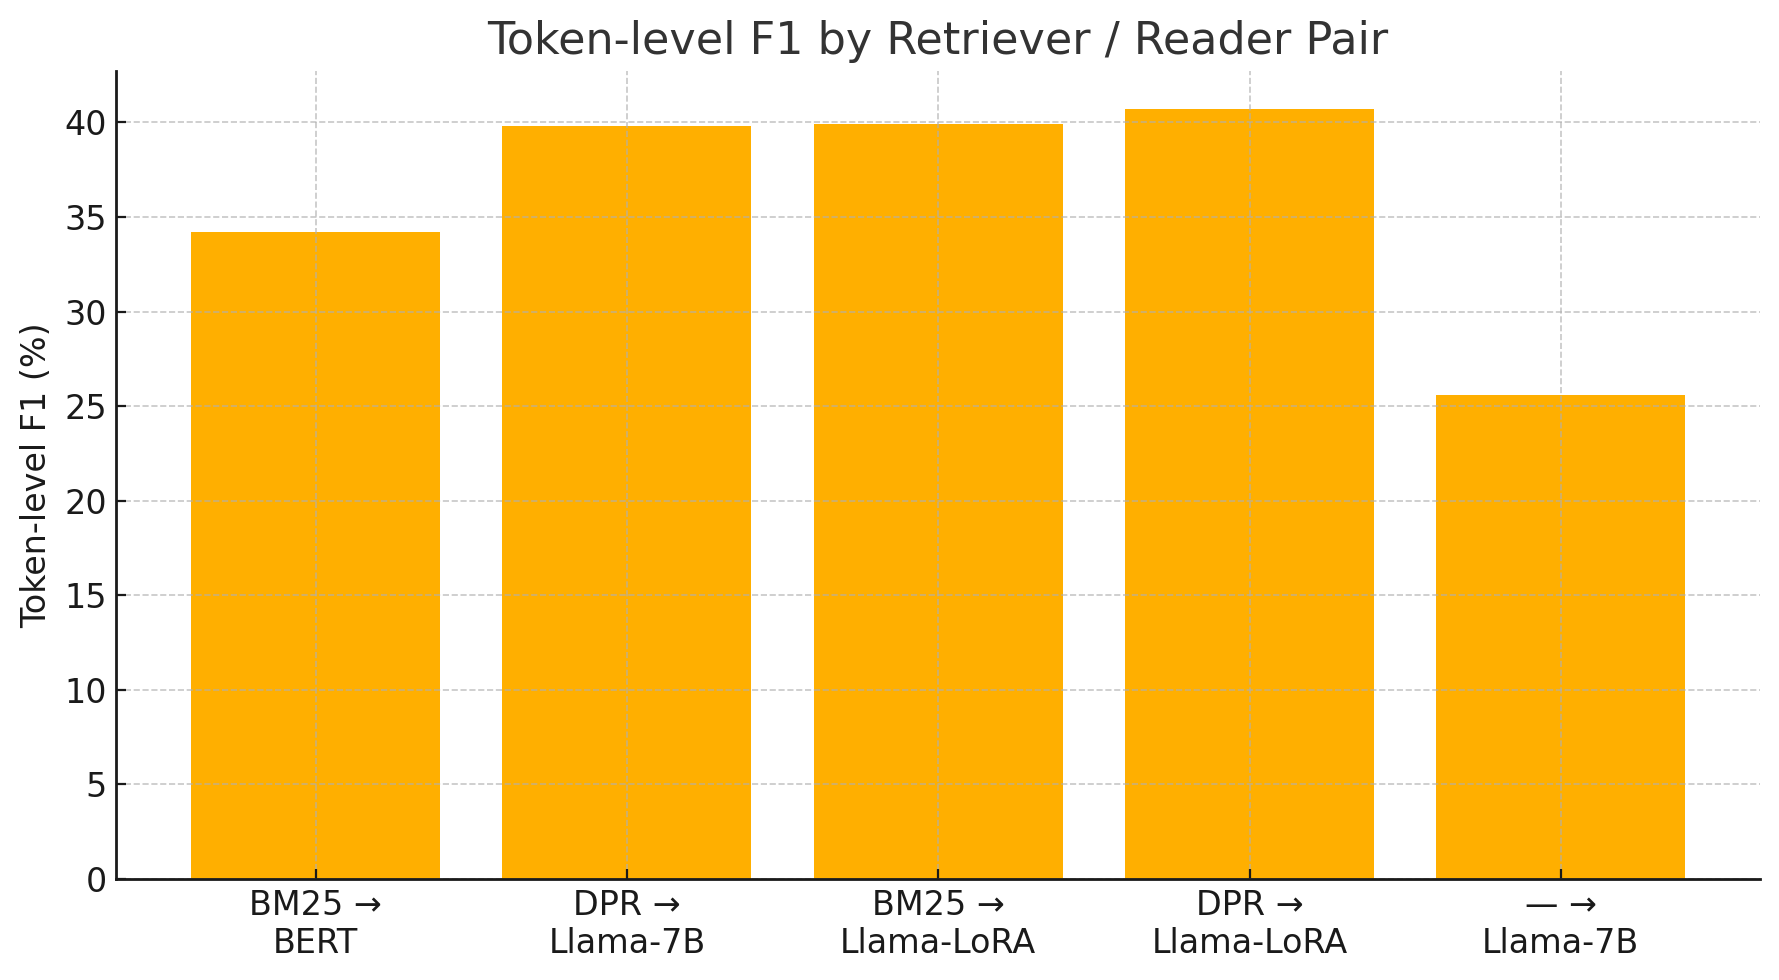 Token-level F1 by Retriever / Reader Pair
Token-level F1 (%)
40
35
30
25
20
15
10
5
0
BM25 →
BERT
DPR →
Llama-7B
BM25 →
Llama-LoRA
DPR →
Llama-LoRA
— →
Llama-7B